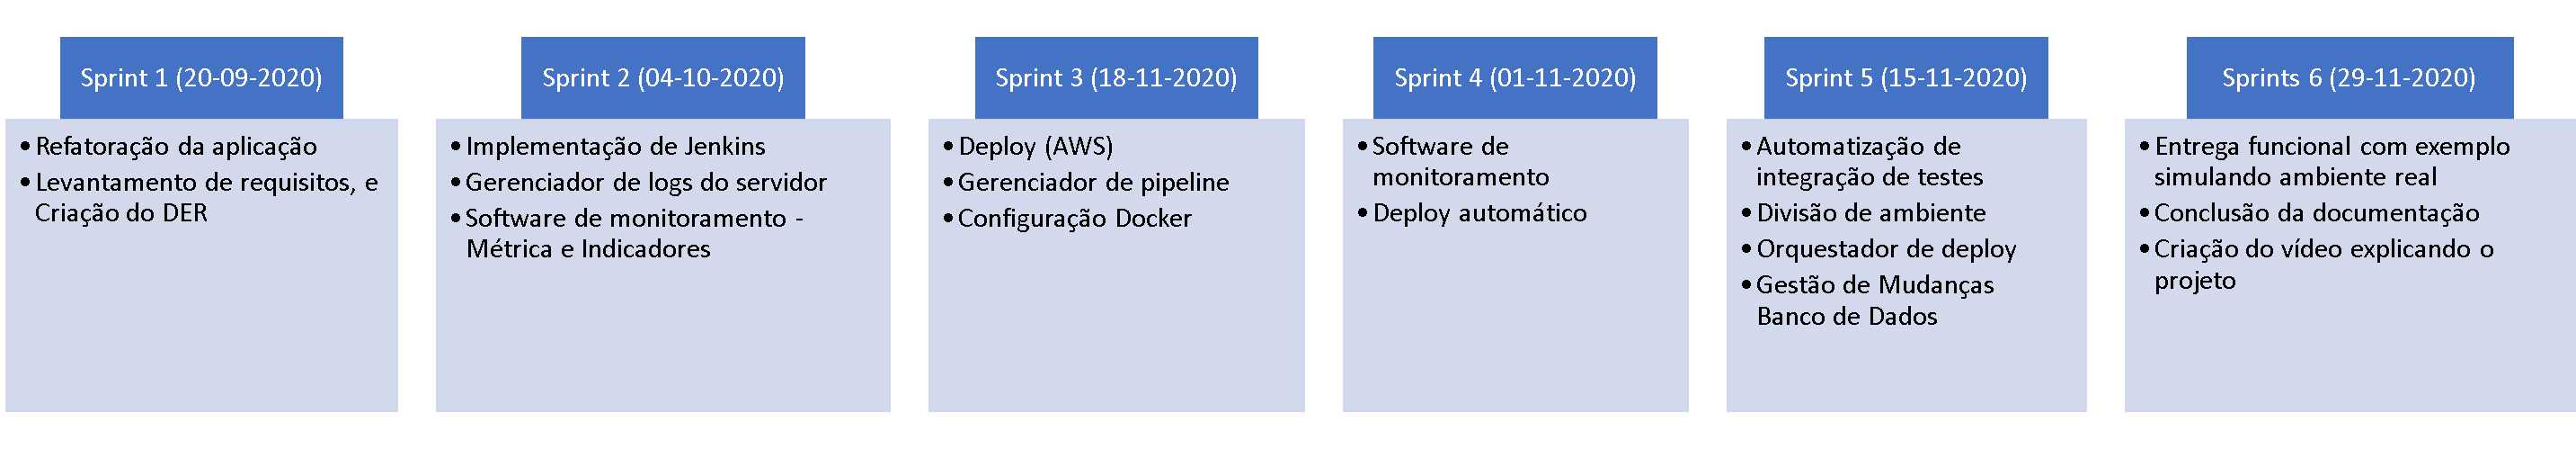 Sprint 1 (20-09-2020)
• Refatoração da aplicação
• Levantamento de requisitos, e
Criação do DER
Sprint 2 (04-10-2020)
• Implementação de Jenkins
• Gerenciador de logs do servidor
• Software de monitoramento -
Métrica e Indicadores
Sprint 3 (18-11-2020)
• Deploy (AWS)
• Gerenciador de pipeline
• Configuração Docker
Sprint 4 (01-11-2020)
• Software de
monitoramento
• Deploy automático
Sprint 5 (15-11-2020)
• Automatização de
integração de testes
• Divisão de ambiente
• Orquestador de deploy
• Gestão de Mudanças
Banco de Dados
Sprints 6 (29-11-2020)
• Entrega funcional com exemplo
simulando ambiente real
• Conclusão da documentação
• Criação do vídeo explicando o
projeto